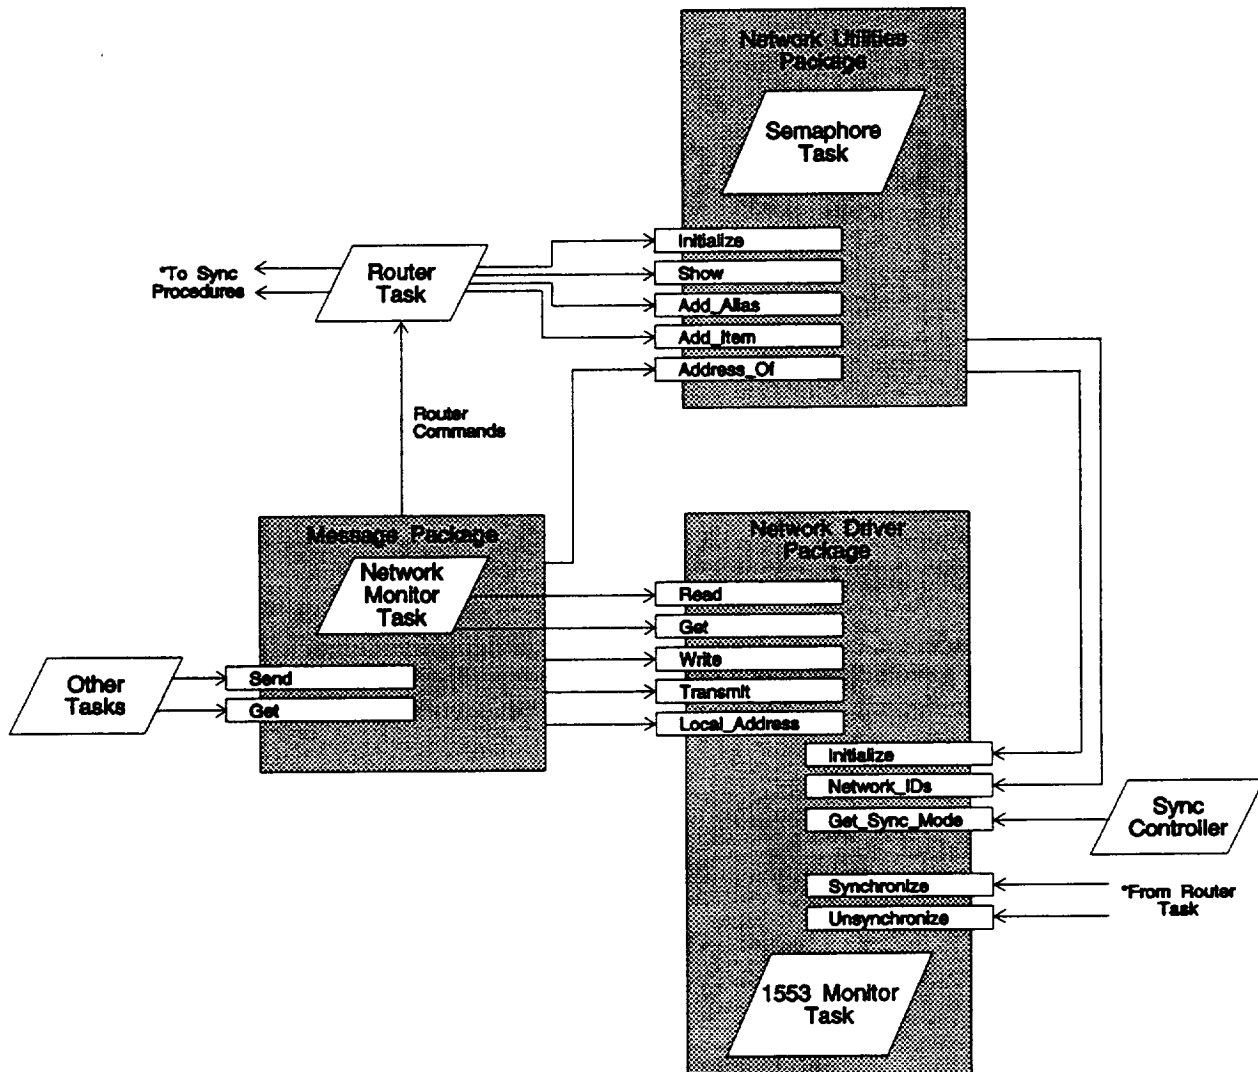 Network Utilities
Package
Semaphore
Task
Initialize
Show
Add_Alias
Add_Item
Address_Of
Router
Task
*To Sync
Procedures
Router
Commands
Message Package
Network
Monitor
Task
Send
Get
Other
Tasks
Network Driver
Package
Read
Get
Write
Transmit
Local_Address
Initialize
Network_IDs
Get_Sync_Mode
Sync
Controller
Synchronize
Unsynchronize
*From Router
Task
1553 Monitor
Task